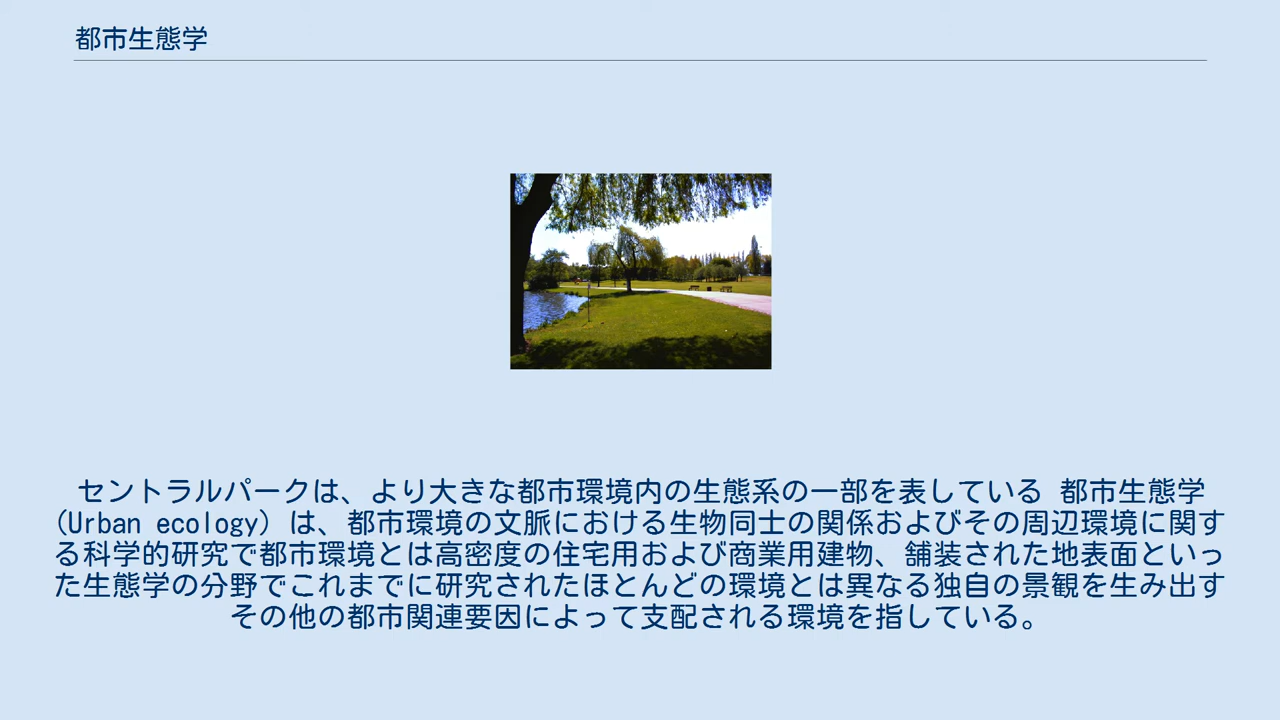 都市生態学
セントラルパークは、より大きな都市環境内の生態系の一部を表している 都市生態学
(Urban ecology) は、都市環境の文脈における生物同士の関係およびその周辺環境に関す
る科学的研究で都市環境とは高密度の住宅用および商業用建物、舗装された地表面といっ
た生態学の分野でこれまでに研究されたほとんどの環境とは異なる独自の景観を生み出す
その他の都市関連要因によって支配される環境を指している。